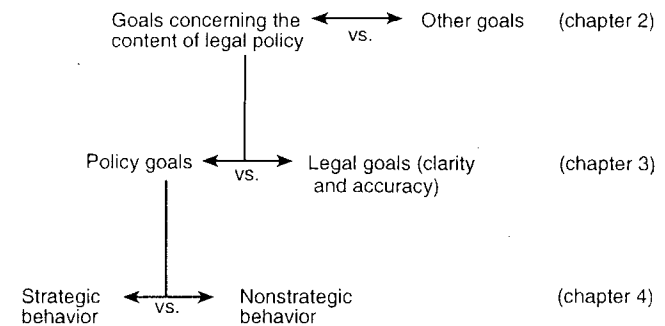 Goals concerning the
content of legal policy
vs.
Other goals
(chapter 2)
Policy goals
vs.
Legal goals (clarity
and accuracy)
(chapter 3)
Strategic
behavior
vs.
Nonstrategic
behavior
(chapter 4)